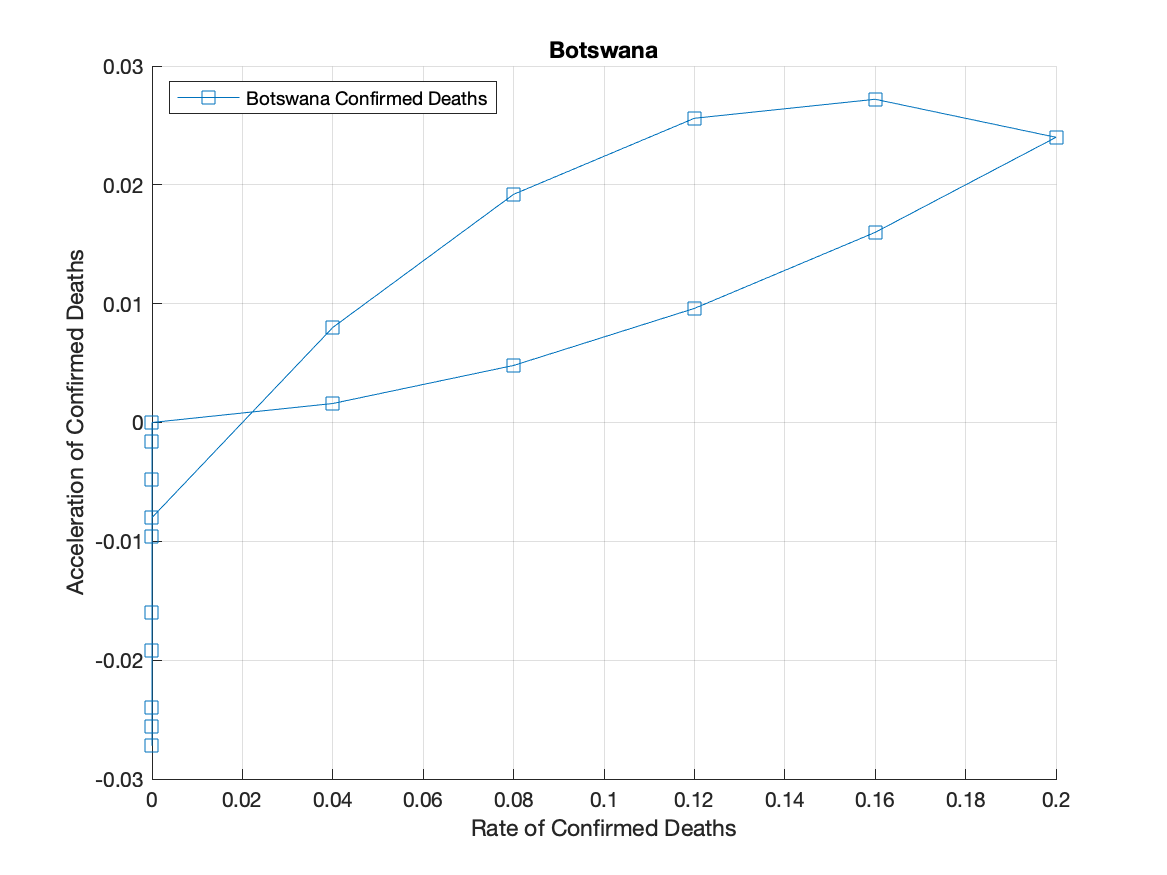 Botswana
Botswana Confirmed Deaths
0.03
0.02
0.01
0
-0.01
-0.02
-0.03
Acceleration of Confirmed Deaths
0 0.02 0.04 0.06 0.08 0.1 0.12 0.14 0.16 0.18 0.2
Rate of Confirmed Deaths